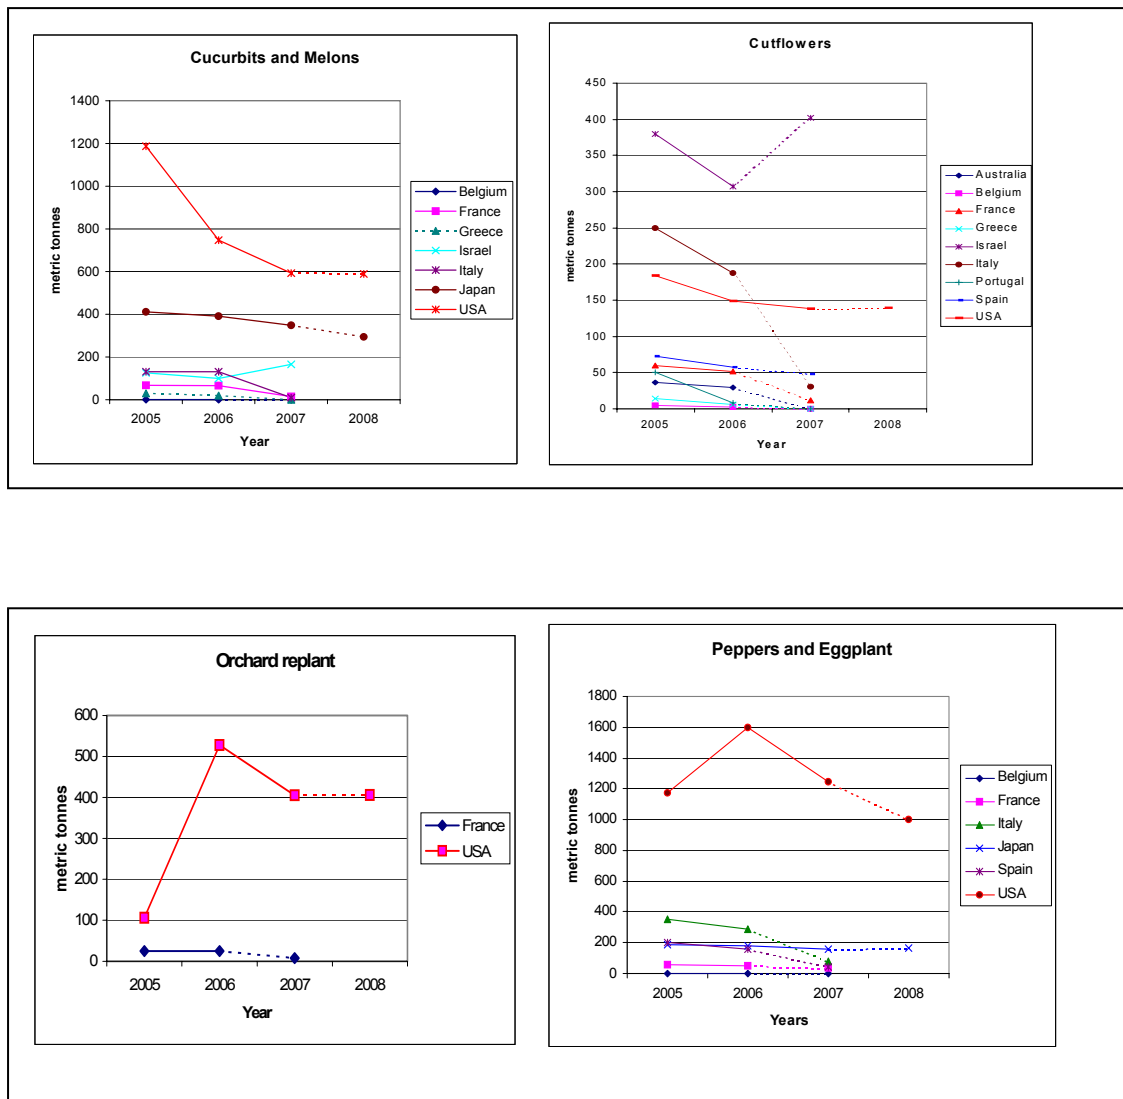 Cucurbits and Melons
1400
1200
1000
800
600
400
200
0
2005 2006 2007 2008
Year
metric tonnes
Belgium
France
Greece
Israel
Italy
Japan
USA
Cutflowers
450
400
350
300
250
200
150
100
50
0
2005 2006 2007 2008
Year
metric tonnes
Australia
Belgium
France
Greece
Israel
Italy
Portugal
Spain
USA
Orchard replant
600
500
400
300
200
100
0
2005 2006 2007 2008
Year
metric tonnes
France
USA
Peppers and Eggplant
1800
1600
1400
1200
1000
800
600
400
200
0
2005 2006 2007 2008
Years
metric tonnes
Belgium
France
Italy
Japan
Spain
USA